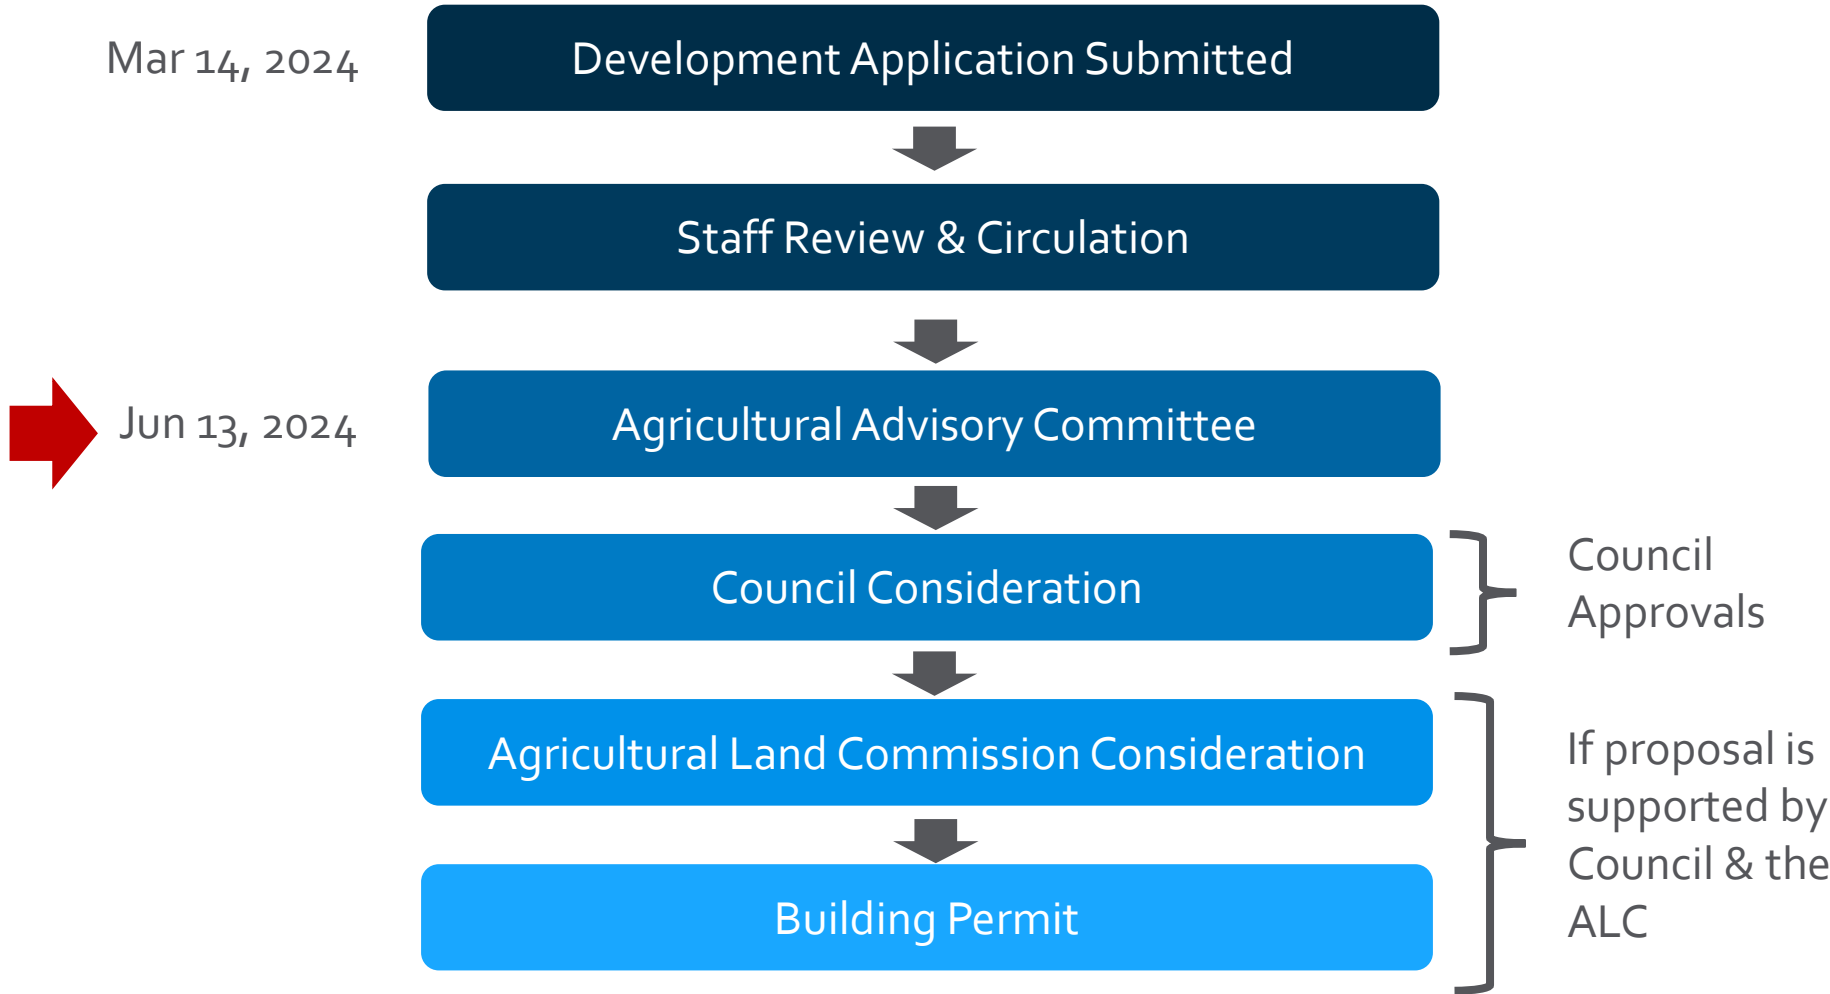 Mar 14, 2024
Development Application Submitted
Staff Review & Circulation
Jun 13, 2024
Agricultural Advisory Committee
Council Consideration
Council
Approvals
Agricultural Land Commission Consideration
If proposal is
supported by
Council & the
ALC
Building Permit